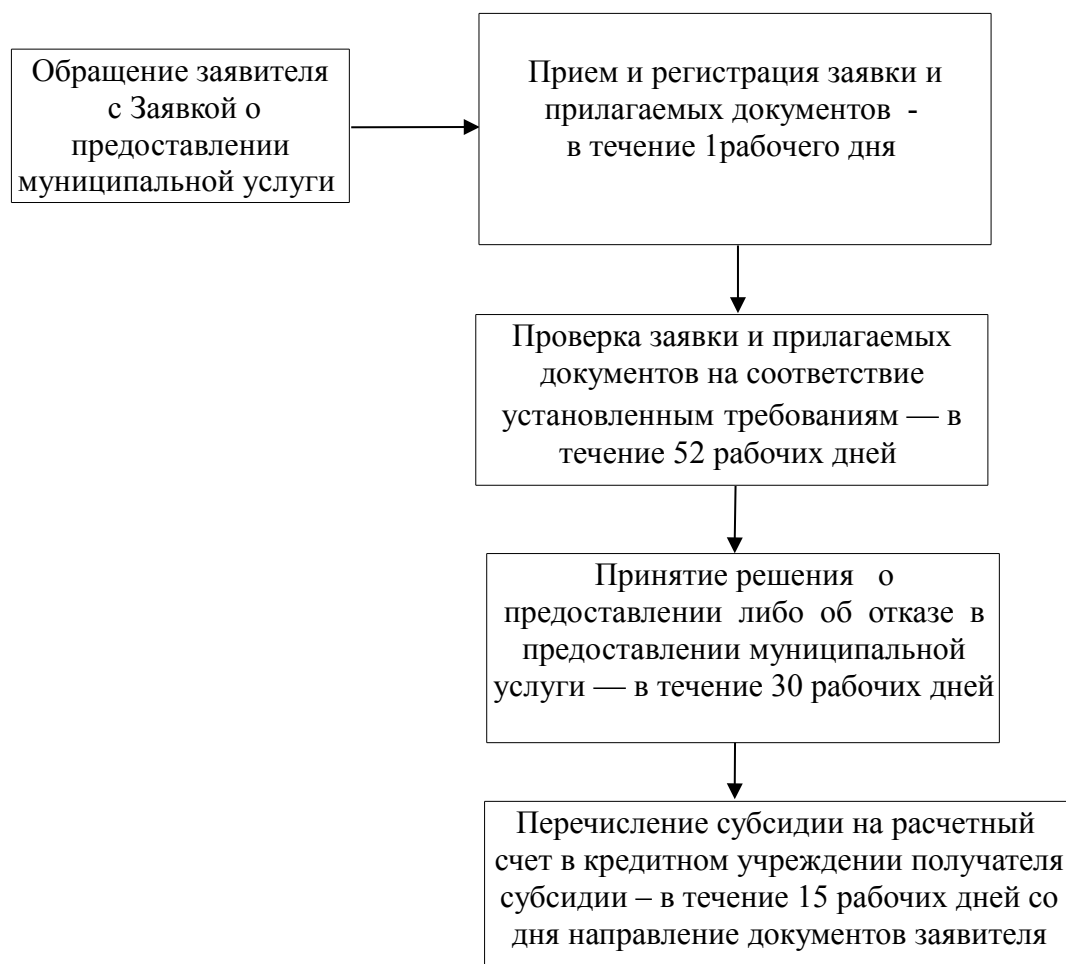 Обращение заявителя
с Заявкой о
предоставлении
муниципальной услуги
Прием и регистрация заявки и
прилагаемых документов -
в течение 1рабочего дня
Проверка заявки и прилагаемых
документов на соответствие
установленным требованиям — в
течение 52 рабочих дней
Принятие решения о
предоставлении либо об отказе в
предоставлении муниципальной
услуги — в течение 30 рабочих дней
Перечисление субсидии на расчетный
счет в кредитном учреждении получателя
субсидии – в течение 15 рабочих дней со
дня направление документов заявителя